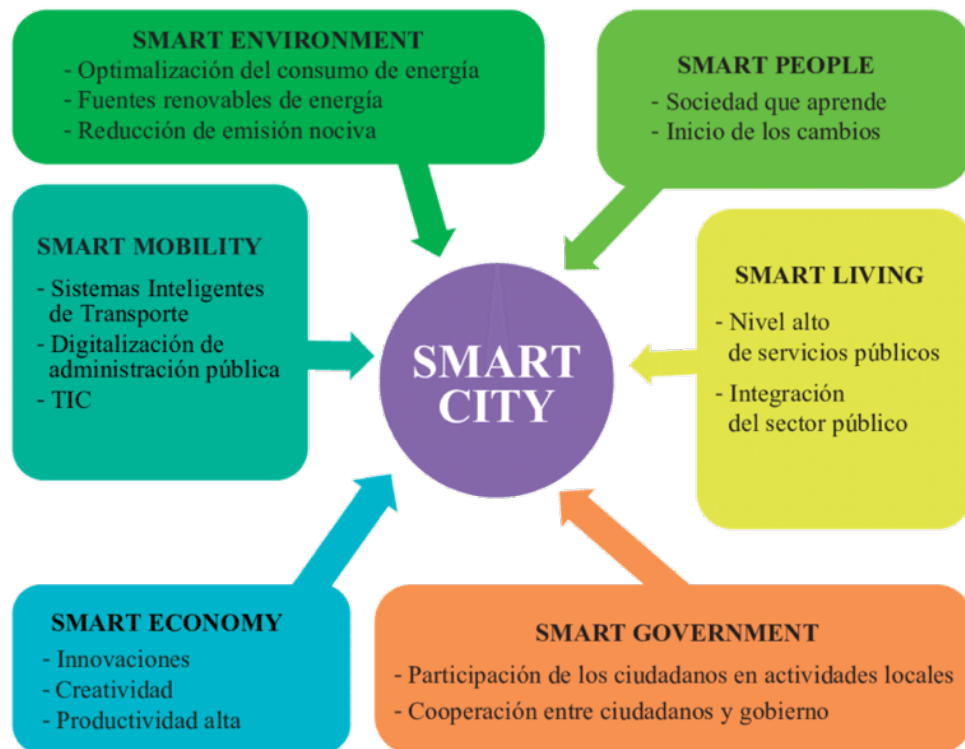 SMART ENVIRONMENT
- Optimalización del consumo de energía
- Fuentes renovables de energía
- Reducción de emisión nociva
SMART PEOPLE
- Sociedad que aprende
- Inicio de los cambios
SMART MOBILITY
- Sistemas Inteligentes
de Transporte
- Digitalización de
administración pública
- TIC
SMART
CITY
SMART LIVING
- Nivel alto
de servicios públicos
- Integración
del sector público
SMART ECONOMY
- Innovaciones
- Creatividad
- Productividad alta
SMART GOVERNMENT
- Participación de los ciudadanos en actividades locales
- Cooperación entre ciudadanos y gobierno